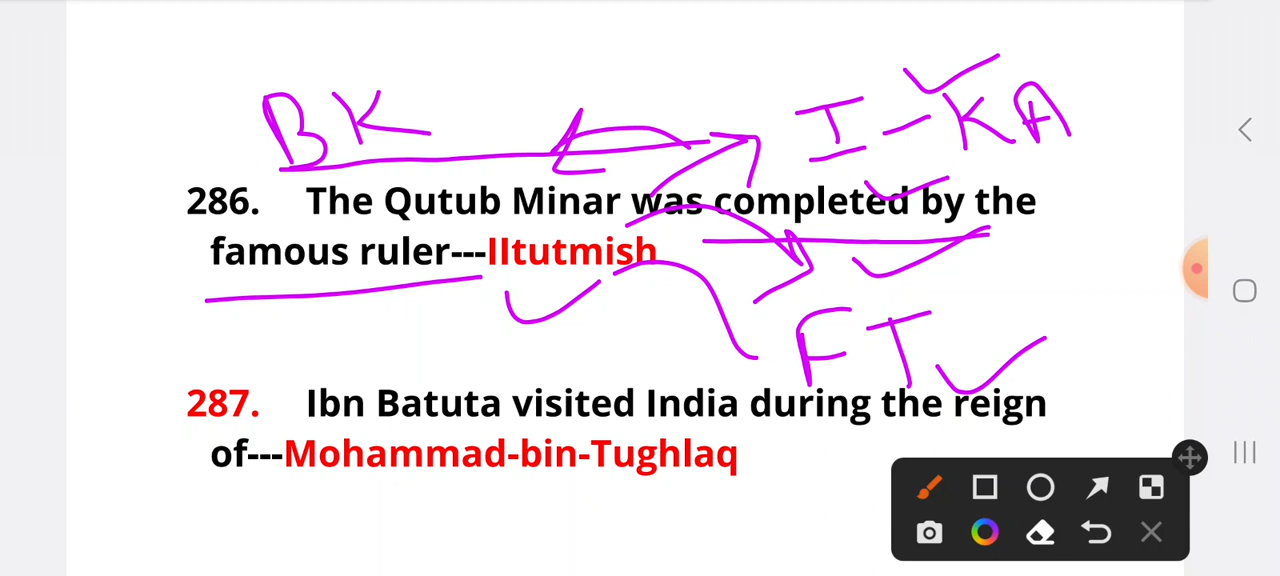 BK I-KA
286. The Qutub Minar was completed by the
famous ruler---IItutmish
FT
287. Ibn Batuta visited India during the reign
of---Mohammad-bin-Tughlaq